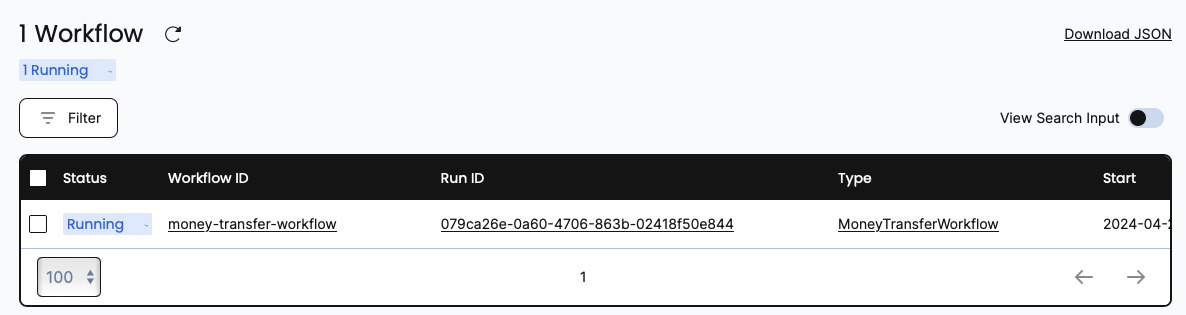 1 Workflow
Download JSON
1 Running
Filter
View Search Input
Status Workflow ID Run ID Type Start
Running money-transfer-workflow 079ca26e-0a60-4706-863b-02418f50e844 MoneyTransferWorkflow 2024-04-
100 1